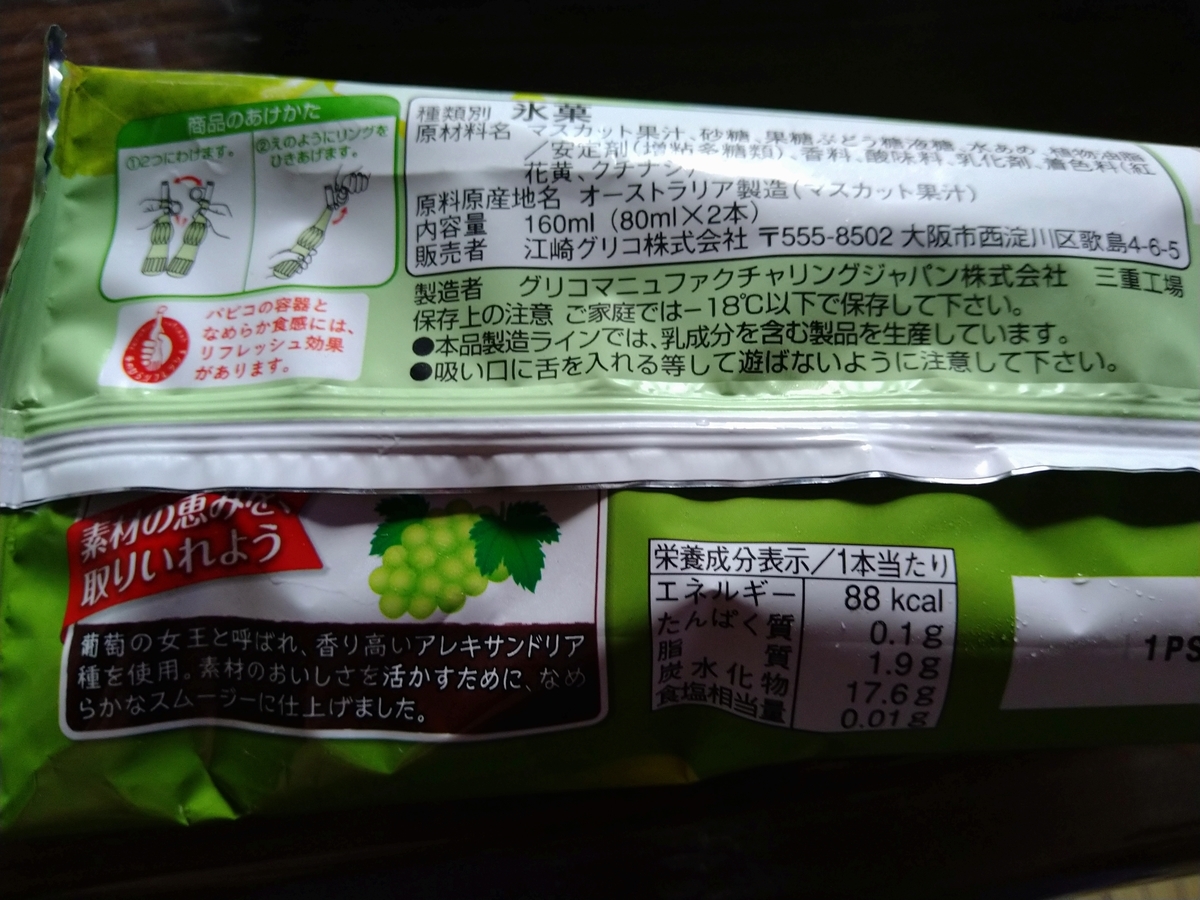 商品のあけかた
①2つにわけます。
②えのようにリングを
ひきあげます。
パピコの容器と
なめらか食感には、
リフレッシュ効果
があります。
種類別 氷菓
原材料名 マスカット果汁、砂糖、果糖ぶどう糖液糖、水あめ、植物油脂
/安定剤(増粘多糖類)、香料、酸味料、乳化剤、着色料(紅
花黄、クチナシ
原料原産地名 オーストラリア製造(マスカット果汁)
内容量 160ml(80ml×2本)
販売者 江崎グリコ株式会社 〒555-8502 大阪市西淀川区歌島4-6-5
製造者 グリコマニュファクチャリングジャパン株式会社 三重工場
保存上の注意 ご家庭では-18℃以下で保存して下さい。
●本品製造ラインでは、乳成分を含む製品を生産しています。
●吸い口に舌を入れる等して遊ばないように注意して下さい。
素材の恵みを、
取りいれよう
葡萄の女王と呼ばれ、香り高いアレキサンドリア
種を使用。素材のおいしさを活かすために、なめ
らかなスムージーに仕上げました。
栄養成分表示/1本当たり
エネルギー 88 kcal
たんぱく質 0.1g
脂質 1.9g
炭水化物 17.6g
食塩相当量 0.01g
1PS